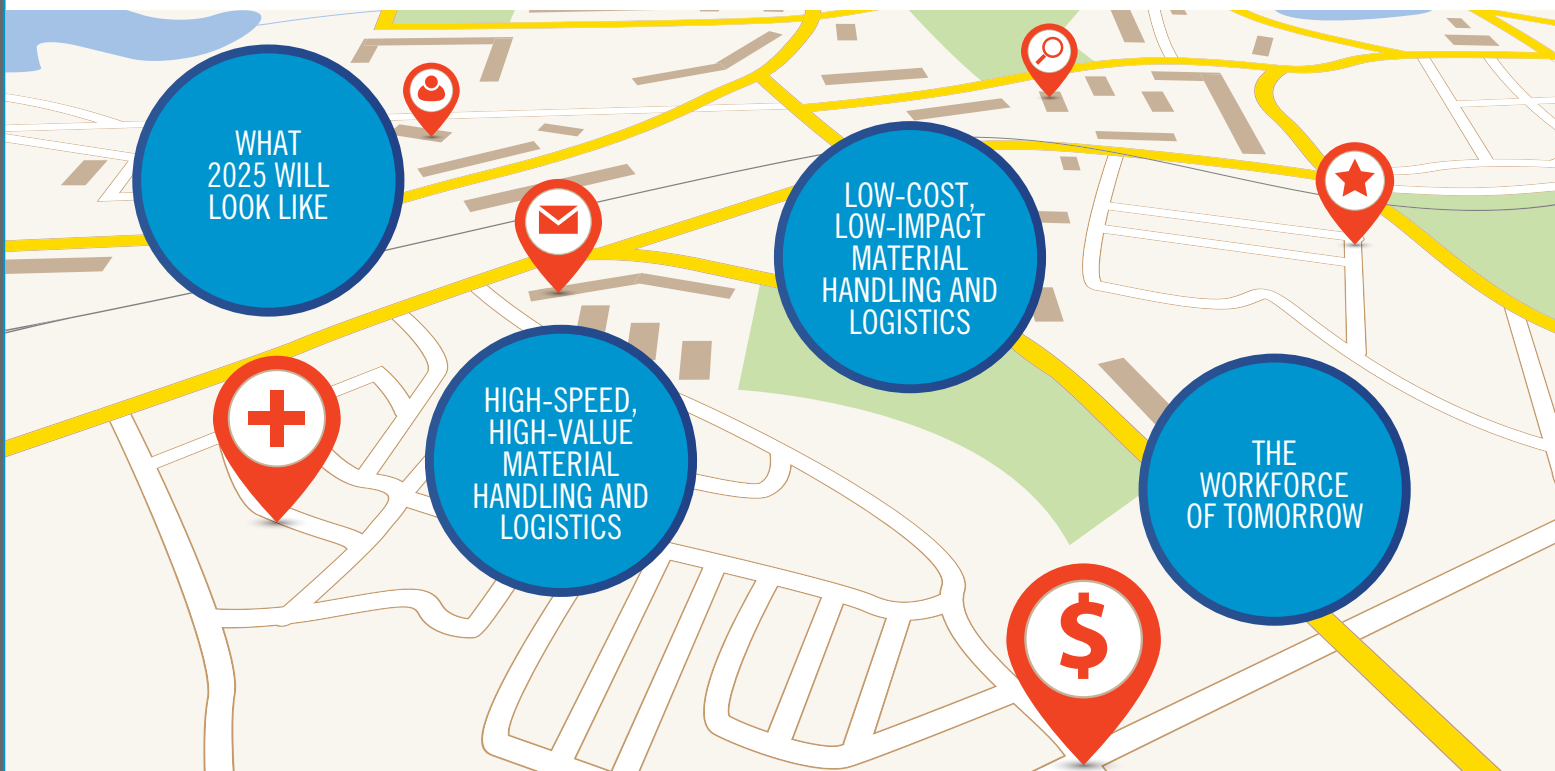 WHAT
2025 WILL
LOOK LIKE
HIGH-SPEED,
HIGH-VALUE
MATERIAL
HANDLING AND
LOGISTICS
LOW-COST,
LOW-IMPACT
MATERIAL
HANDLING AND
LOGISTICS
THE
WORKFORCE
OF TOMORROW
$